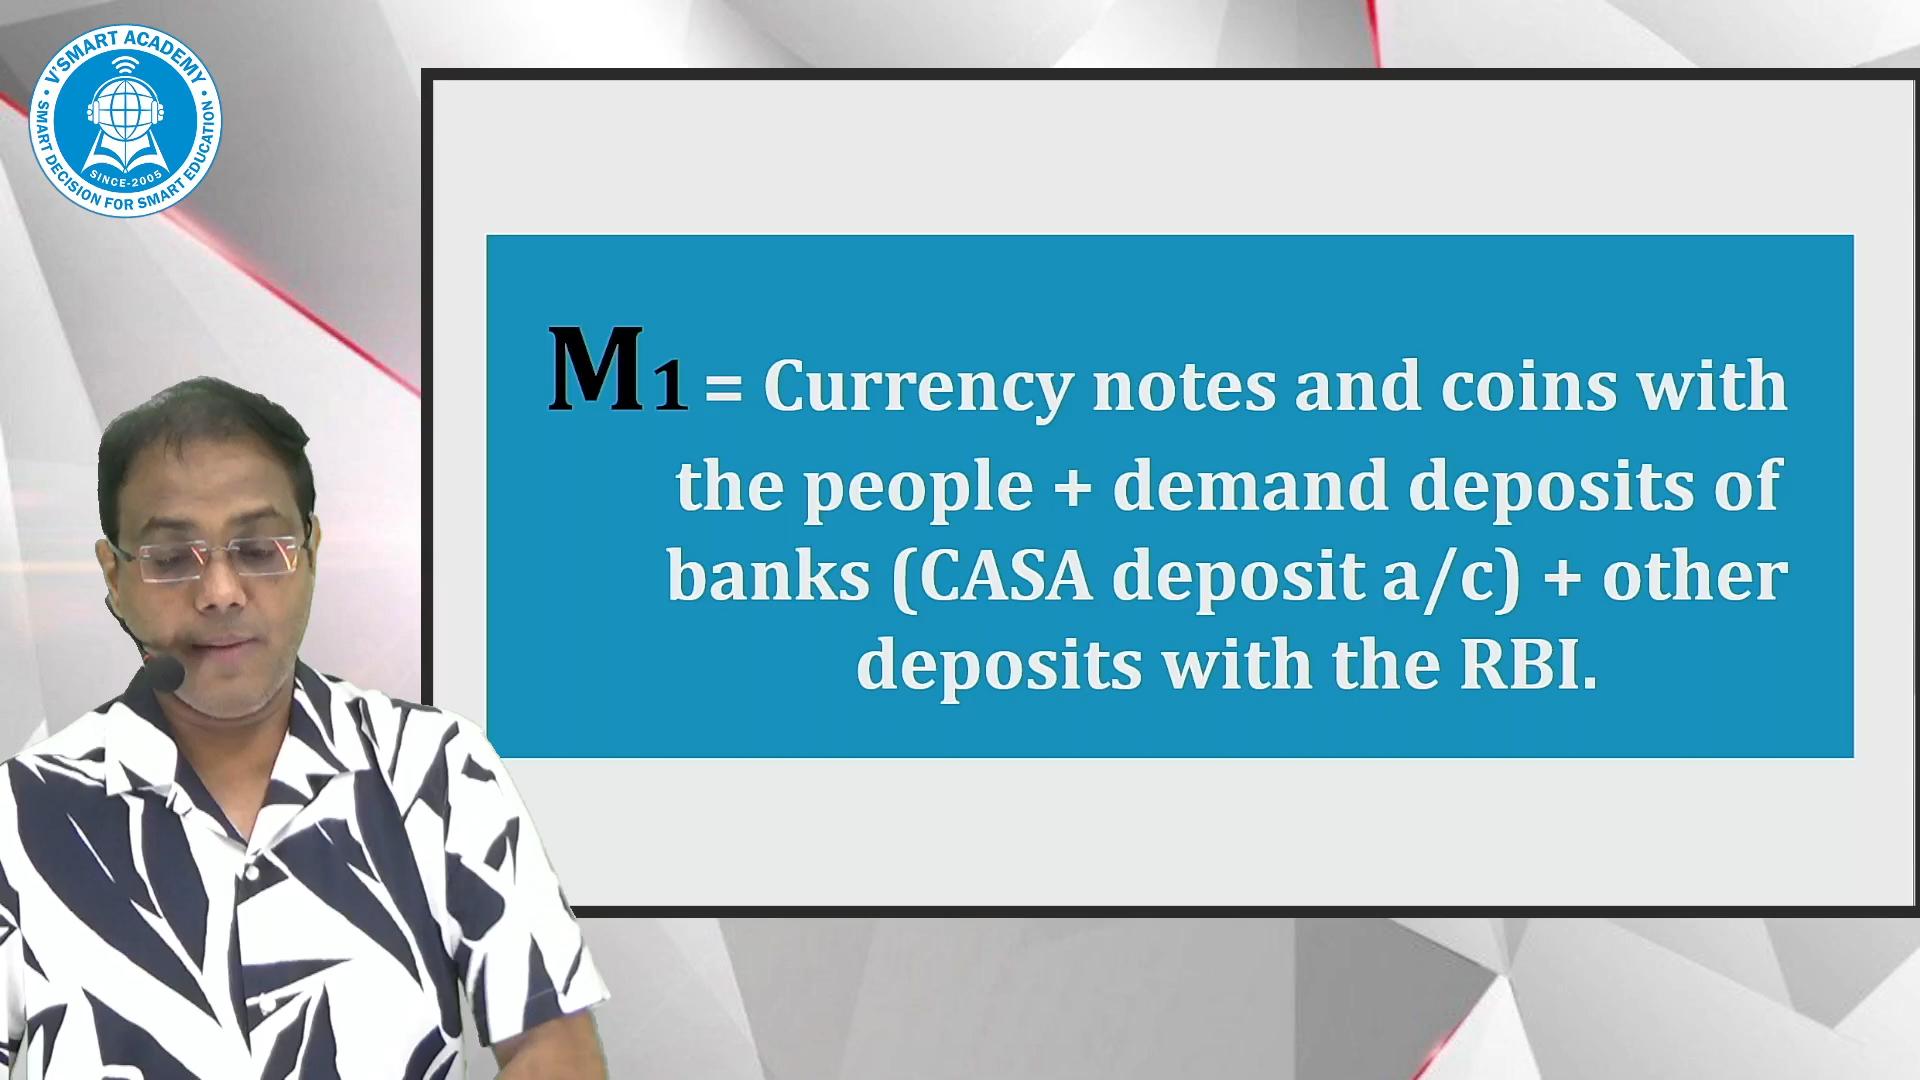 V'SMART ACADEMY
SMART DECISION FOR SMART EDUCATION
SINCE-2005
M1 = Currency notes and coins with
the people + demand deposits of
banks (CASA deposit a/c) + other
deposits with the RBI.